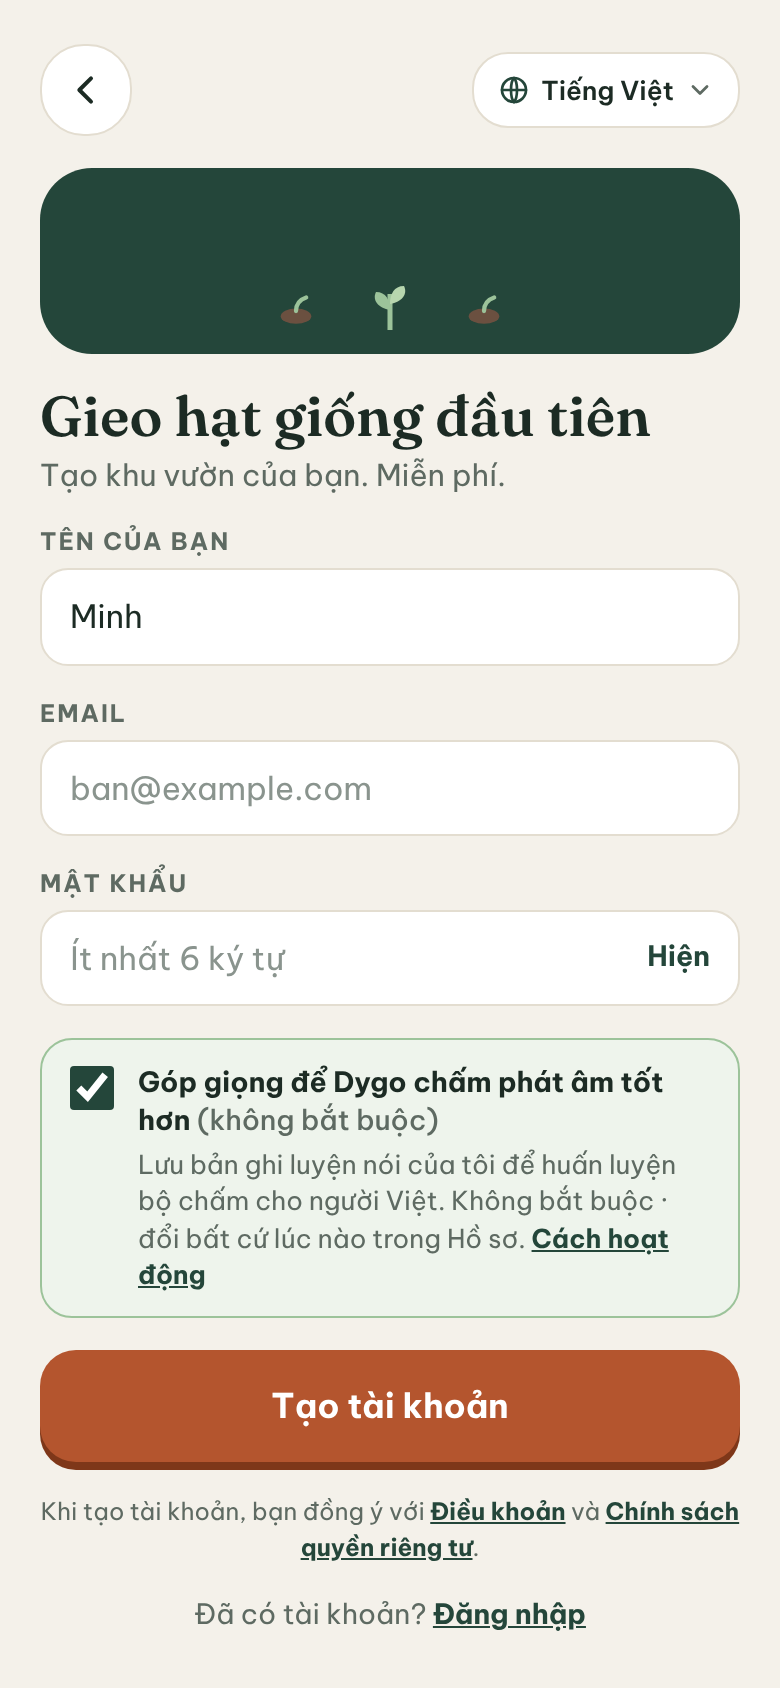 Tiếng Việt
Gieo hạt giống đầu tiên
Tạo khu vườn của bạn. Miễn phí.
TÊN CỦA BẠN
Minh
EMAIL
ban@example.com
MẬT KHẨU
Ít nhất 6 ký tự
Hiện
Góp giọng để Dygo chấm phát âm tốt
hơn (không bắt buộc)
Lưu bản ghi luyện nói của tôi để huấn luyện
bộ chấm cho người Việt. Không bắt buộc ·
đổi bất cứ lúc nào trong Hồ sơ. Cách hoạt
động
Tạo tài khoản
Khi tạo tài khoản, bạn đồng ý với Điều khoản và Chính sách
quyền riêng tư.
Đã có tài khoản? Đăng nhập